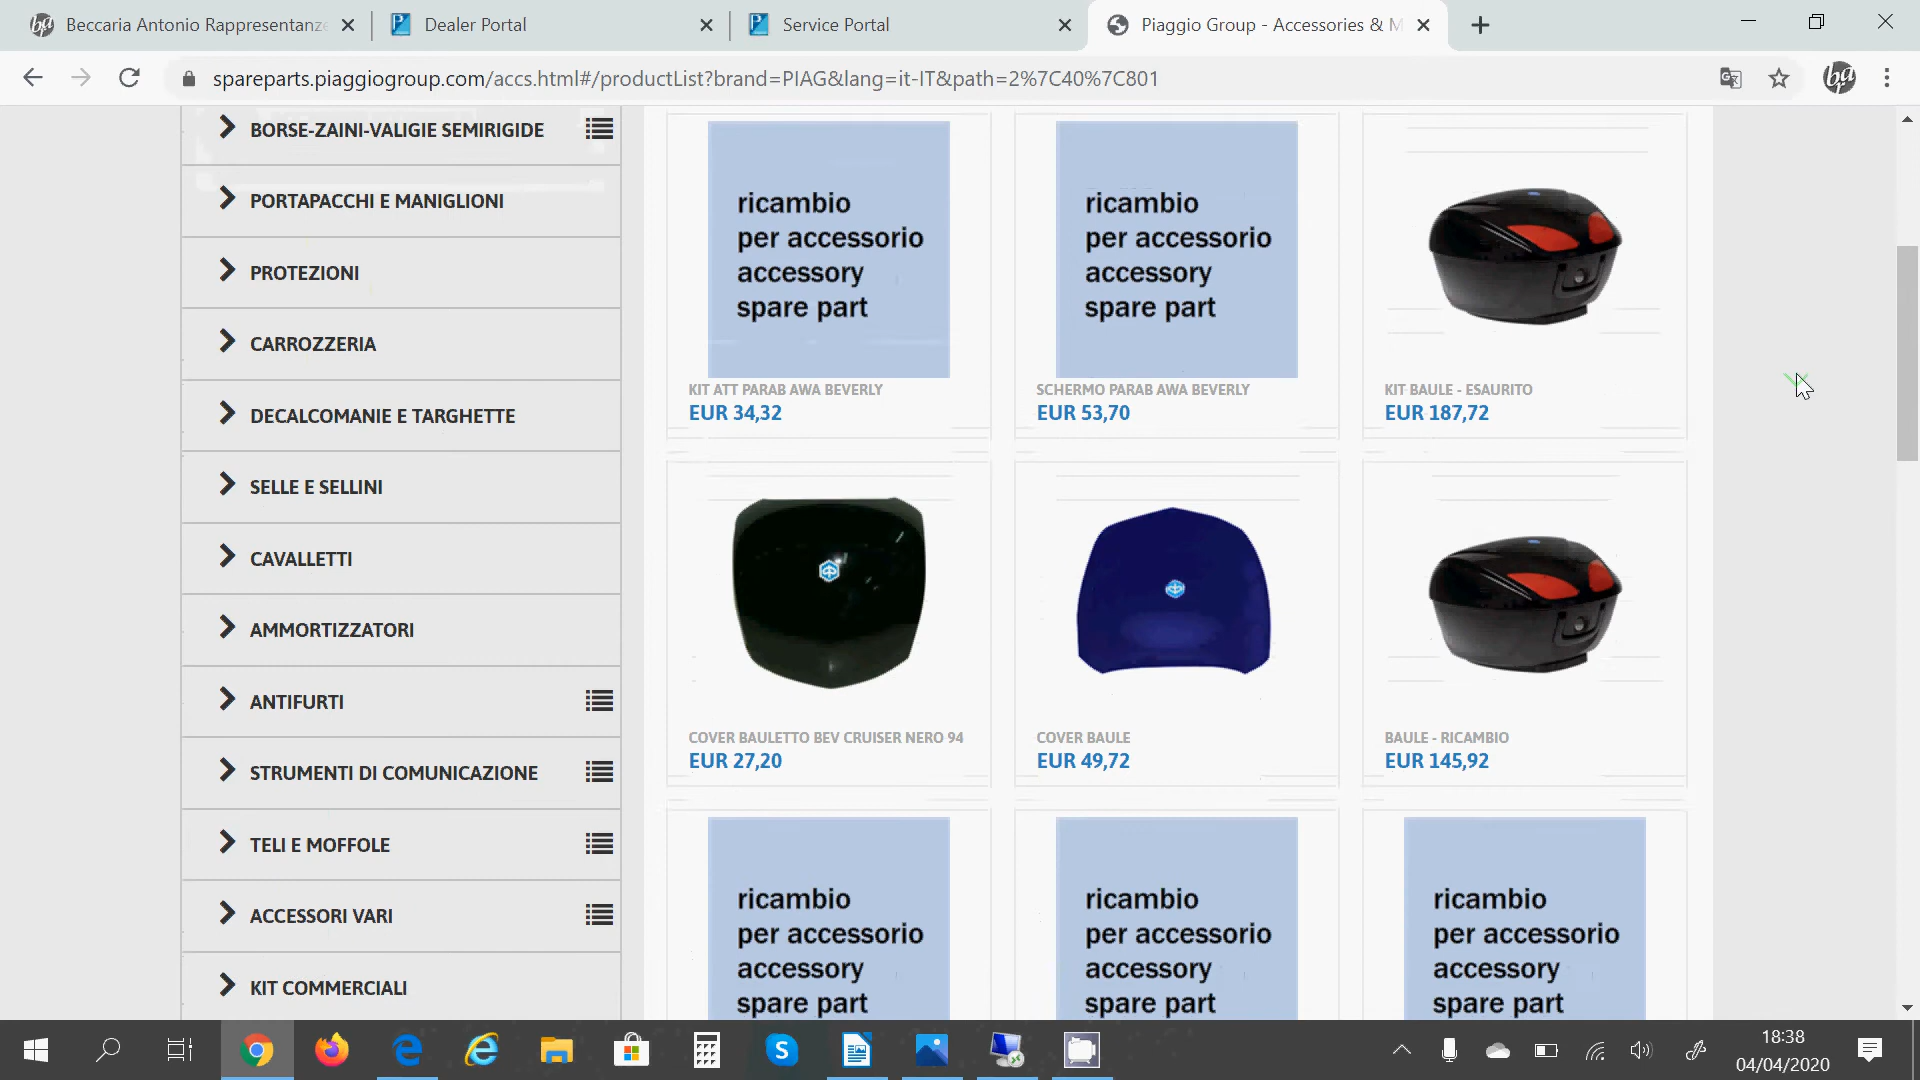 Beccaria Antonio Rappresentanze
Dealer Portal
Service Portal
Piaggio Group - Accessories & M
spareparts.piaggiogroup.com/accs.html#/productList?brand=PIAG&lang=it-IT&path=2%7C40%7C801
BORSE-ZAINI-VALIGIE SEMIRIGIDE
PORTAPACCHI E MANIGLIONI
PROTEZIONI
CARROZZERIA
DECALCOMANIE E TARGHETTE
SELLE E SELLINI
CAVALLETTI
AMMORTIZZATORI
ANTIFURTI
STRUMENTI DI COMUNICAZIONE
TELI E MOFFOLE
ACCESSORI VARI
KIT COMMERCIALI
ricambio
per accessorio
accessory
spare part
KIT ATT PARAB AWA BEVERLY
EUR 34,32
ricambio
per accessorio
accessory
spare part
SCHERMO PARAB AWA BEVERLY
EUR 53,70
KIT BAULE - ESAURITO
EUR 187,72
COVER BAULETTO BEV CRUISER NERO 94
EUR 27,20
COVER BAULE
EUR 49,72
BAULE - RICAMBIO
EUR 145,92
ricambio
per accessorio
accessory
spare part
ricambio
per accessorio
accessory
spare part
ricambio
per accessorio
accessory
spare part
18:38
04/04/2020